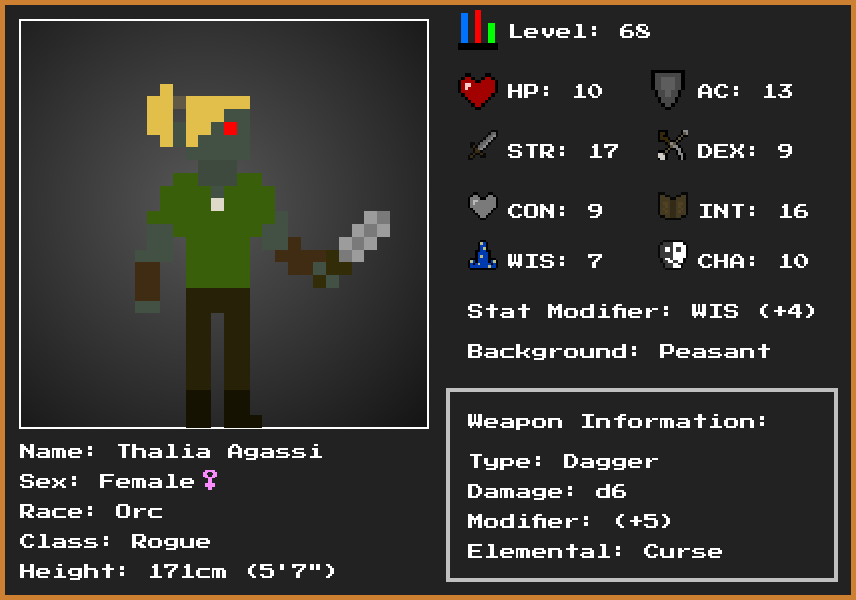 Level: 68
HP: 10
AC: 13
STR: 17
DEX: 9
CON: 9
INT: 16
WIS: 7
CHA: 10
Stat Modifier: WIS (+4)
Background: Peasant
Weapon Information:
Type: Dagger
Damage: d6
Modifier: (+5)
Elemental: Curse
Name: Thalia Agassi
Sex: Female♀
Race: Orc
Class: Rogue
Height: 171cm (5'7")